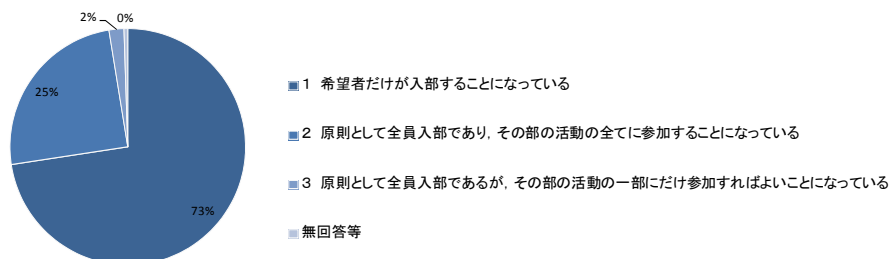 2%
0%
25%
73%
1　希望者だけが入部することになっている
2　原則として全員入部であり，その部の活動の全てに参加することになっている
3　原則として全員入部であるが，その部の活動の一部にだけ参加すればよいことになっている
無回答等